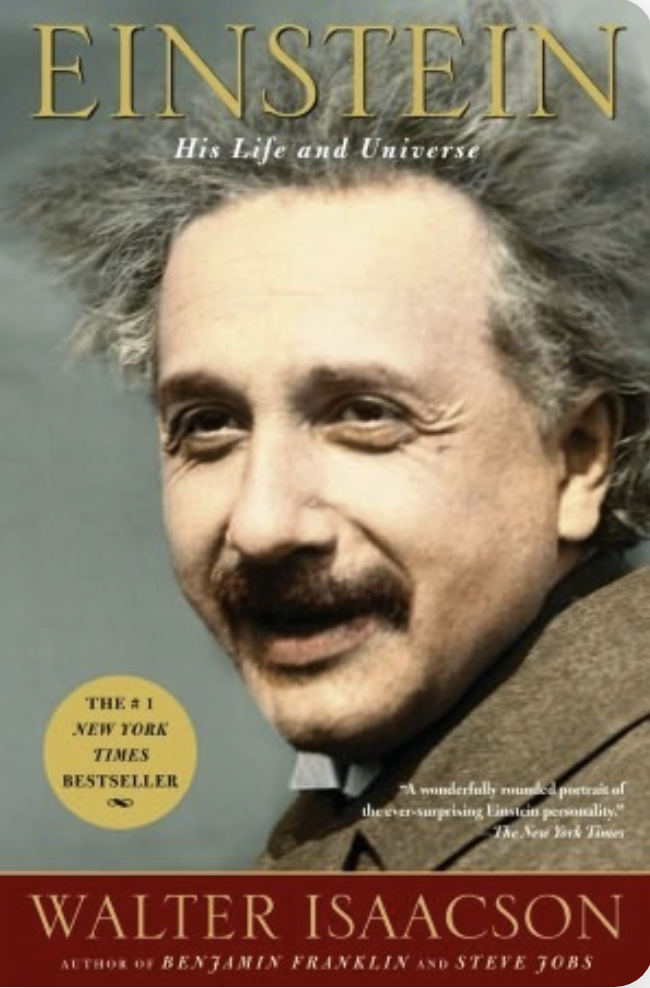 EINSTEIN
His Life and Universe
THE # 1
NEW YORK
TIMES
BESTSELLER
“A wonderfully rounded portrait of
the ever-surprising Einstein personality.”
The New York Times
WALTER ISAACSON
AUTHOR OF BENJAMIN FRANKLIN AND STEVE JOBS